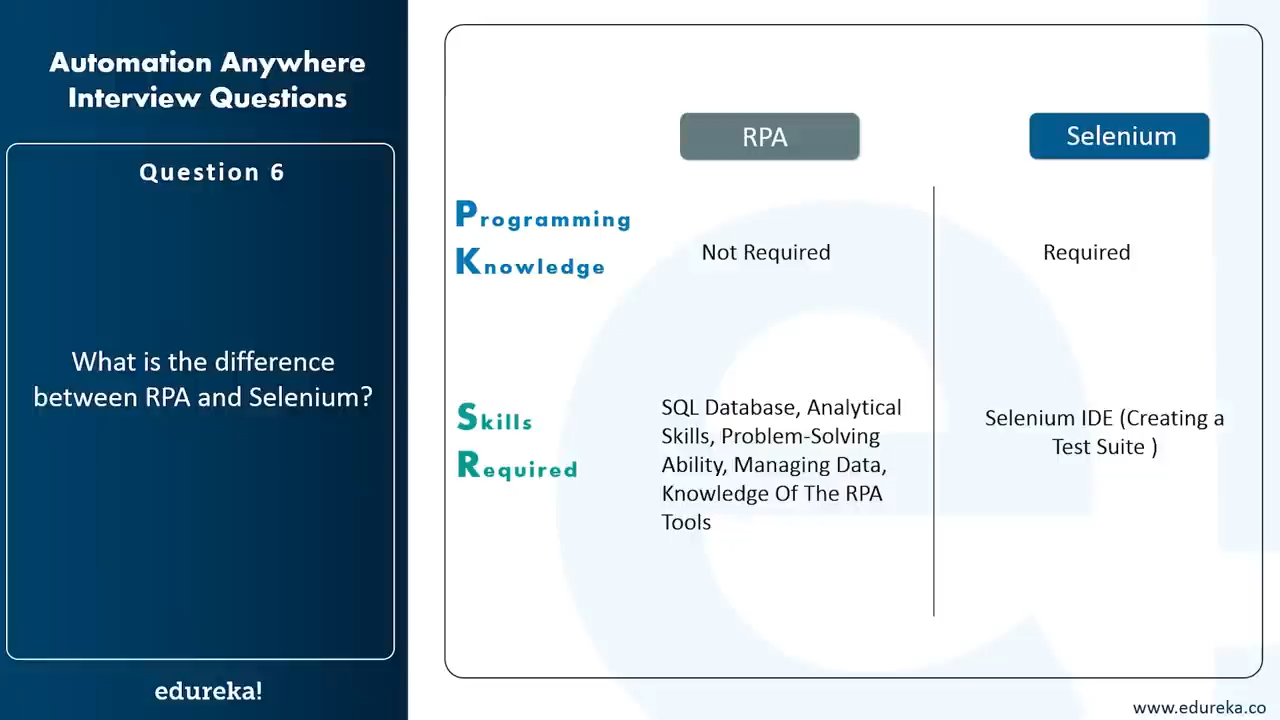 Automation Anywhere
Interview Questions
Question 6
What is the difference
between RPA and Selenium?
edureka!
RPA
Selenium
Programming
Knowledge
Not Required
Required
Skills
Required
SQL Database, Analytical
Skills, Problem-Solving
Ability, Managing Data,
Knowledge Of The RPA
Tools
Selenium IDE (Creating a
Test Suite )
www.edureka.co